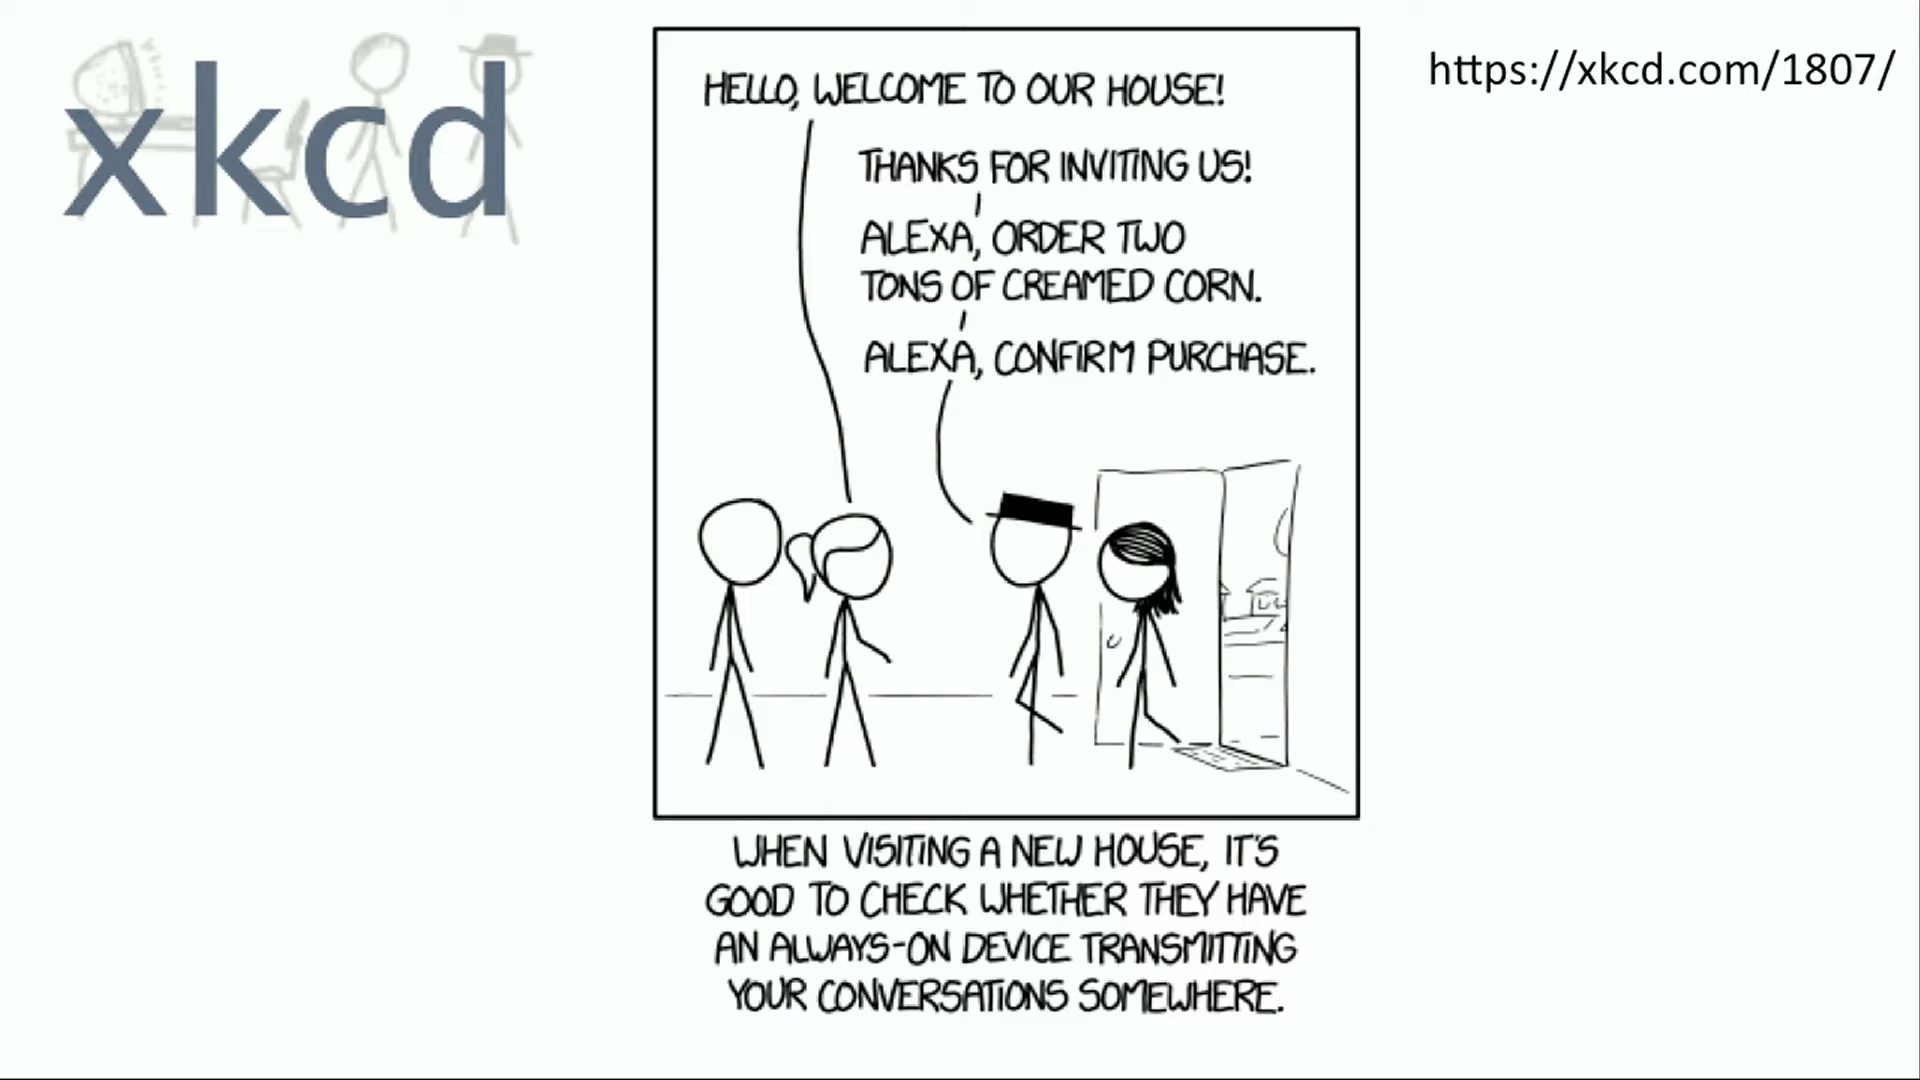 xkcd
https://xkcd.com/1807/
HELLO, WELCOME TO OUR HOUSE!
THANKS FOR INVITING US!
ALEXA, ORDER TWO
TONS OF CREAMED CORN.
ALEXA, CONFIRM PURCHASE.
WHEN VISITING A NEW HOUSE, IT'S
GOOD TO CHECK WHETHER THEY HAVE
AN ALWAYS-ON DEVICE TRANSMITTING
YOUR CONVERSATIONS SOMEWHERE.